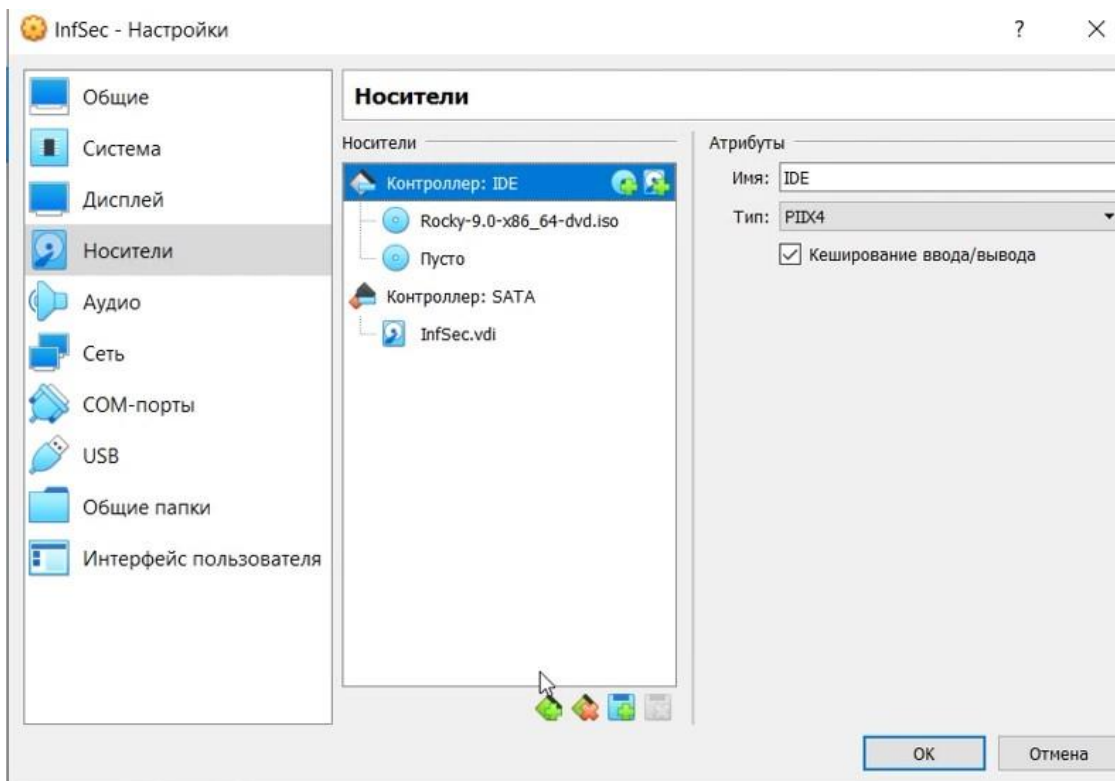 InfSec - Настройки
?
Общие
Система
Дисплей
Носители
Аудио
Сеть
COM-порты
USB
Общие папки
Интерфейс пользователя
Носители
Носители
Контроллер: IDE
Rocky-9.0-x86_64-dvd.iso
Пусто
Контроллер: SATA
InfSec.vdi
Атрибуты
Имя: IDE
Тип: PIIX4
Кеширование ввода/вывода
OK
Отмена